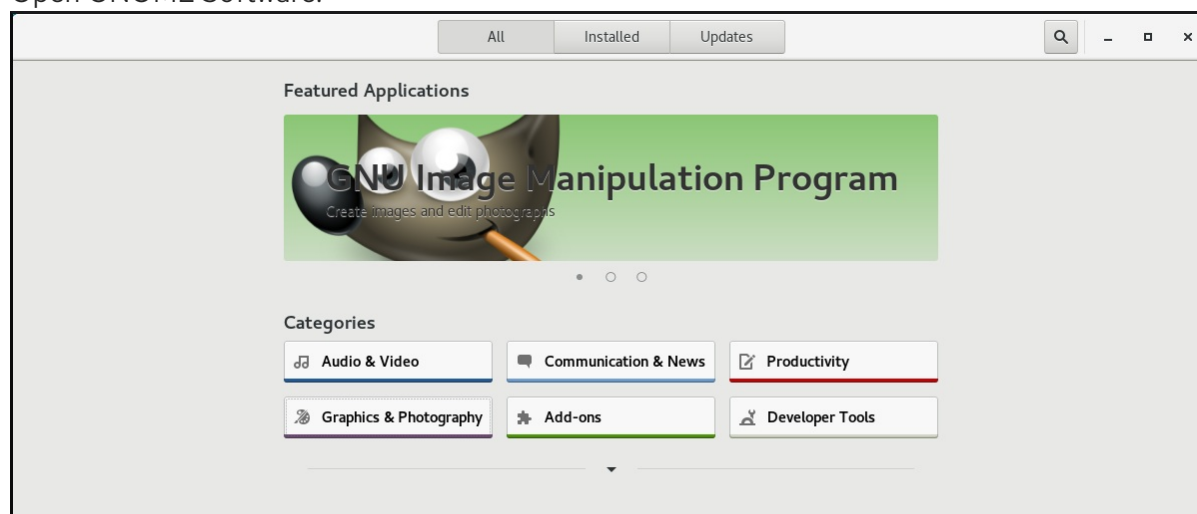 Open GNOME Software.
All Installed Updates
Featured Applications
GNU Image Manipulation Program
Create images and edit photographs
Categories
Audio & Video Communication & News Productivity
Graphics & Photography Add-ons Developer Tools